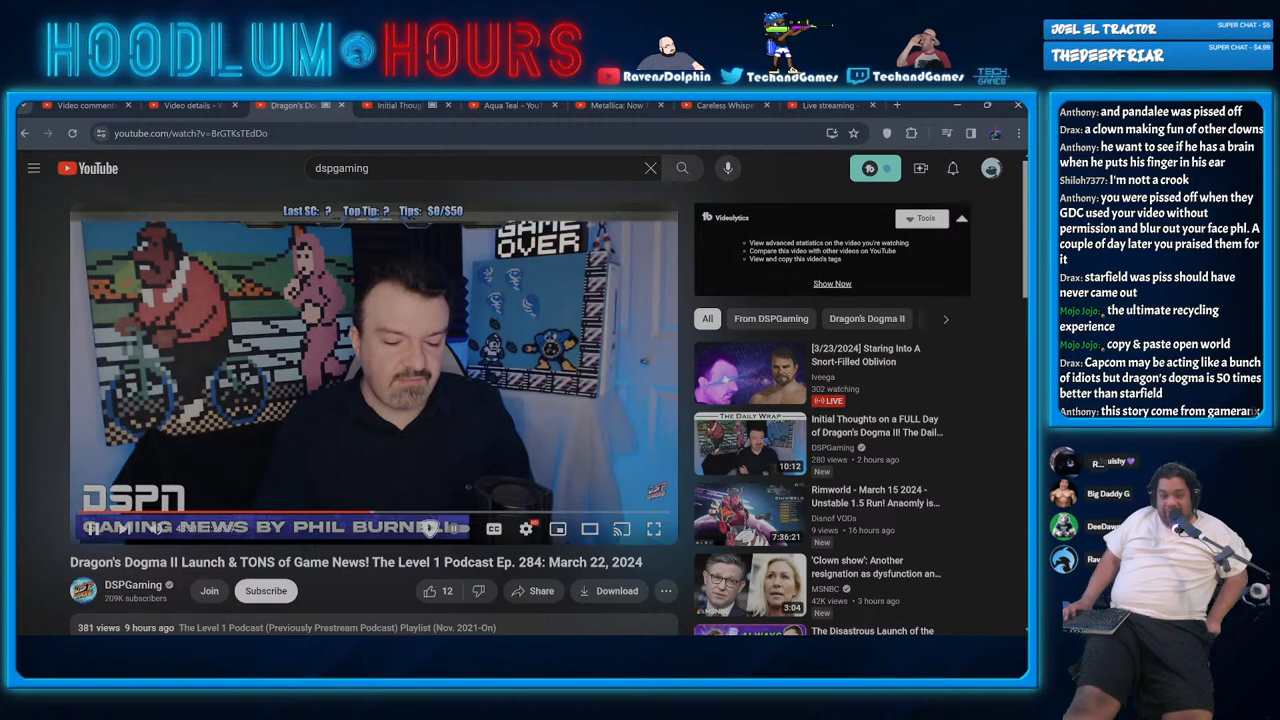 HOODLUM HOURS
RavensDolphin
TechandGames
TechandGames
TECH
GAMES
JOEL EL TRACTOR
SUPER CHAT - $5
THEDEEPFRIAR
SUPER CHAT - $4.99
Video comment
Video details - Y
Dragon's Do
Initial Thoug
Aqua Teal - YouT
Metallica: Now T
Careless Whispe
Live streaming -
youtube.com/watch?v=BrGTKsTEdDo
YouTube
dspgaming
Last SC: ? Top Tip: ? Tips: $0/$50
GAME
OVER
DSPN
GAMING NEWS BY PHIL BURNELL
CC
Dragon's Dogma II Launch & TONS of Game News! The Level 1 Podcast Ep. 284: March 22, 2024
DSPGaming
209K subscribers
Join
Subscribe
12
Share
Download
381 views 9 hours ago The Level 1 Podcast (Previously Prestream Podcast) Playlist (Nov. 2021-On)
Videolytics
Tools
View advanced statistics on the video you're watching
Compare this video with other videos on YouTube
View and copy this video's tags
Show Now
All
From DSPGaming
Dragon's Dogma II
[3/23/2024] Staring Into A
Snort-Filled Oblivion
Iveega
302 watching
LIVE
THE DAILY WRAP
10:12
Initial Thoughts on a FULL Day
of Dragon's Dogma II! The Dail...
DSPGaming
280 views • 2 hours ago
New
7:36:21
Rimworld - March 15 2024 -
Unstable 1.5 Run! Anaomly is...
Dianof VODs
9 views • 16 hours ago
New
3:04
'Clown show': Another
resignation as dysfunction an...
MSNBC
42K views • 3 hours ago
New
The Disastrous Launch of the
Anthony: and pandalee was pissed off
Drax: a clown making fun of other clowns
Anthony: he want to see if he has a brain
when he puts his finger in his ear
Shiloh7377: I'm nott a crook
Anthony: you were pissed off when they
GDC used your video without
permission and blur out your face phl. A
couple of day later you praised them for
it
Drax: starfield was piss should have
never came out
Mojo Jojo: the ultimate recycling
experience
Mojo Jojo: copy & paste open world
Drax: Capcom may be acting like a bunch
of idiots but dragon's dogma is 50 times
better than starfield
Anthony: this story come from gameranx
R... uishy
Big Daddy G
DeeDaw
Rav